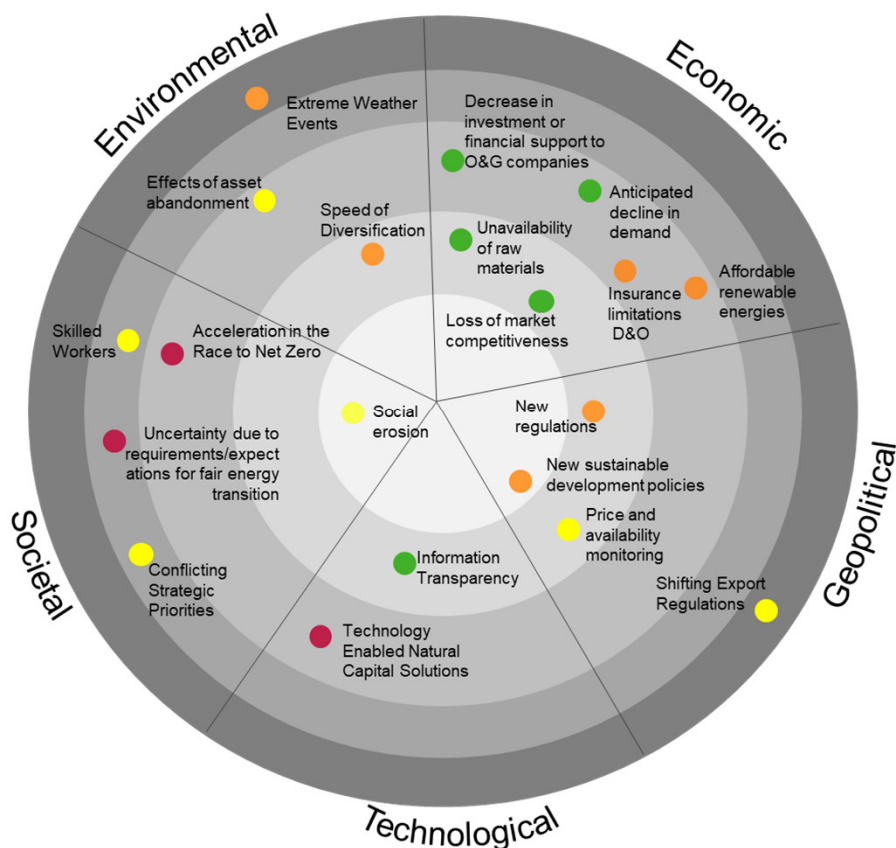 Environmental
Economic
Extreme Weather
Events
Decrease in
investment or
financial support to
O&G companies
Effects of asset
abandonment
Anticipated
decline in
demand
Speed of
Diversification
Unavailability
of raw
materials
Insurance
limitations
D&O
Affordable
renewable
energies
Loss of market
competitiveness
Skilled
Workers
Acceleration in the
Race to Net Zero
Social
erosion
New
regulations
Uncertainty due to
requirements/expect
ations for fair energy
transition
New sustainable
development policies
Price and
availability
monitoring
Geopolitical
Societal
Conflicting
Strategic
Priorities
Information
Transparency
Shifting Export
Regulations
Technology
Enabled Natural
Capital Solutions
Technological